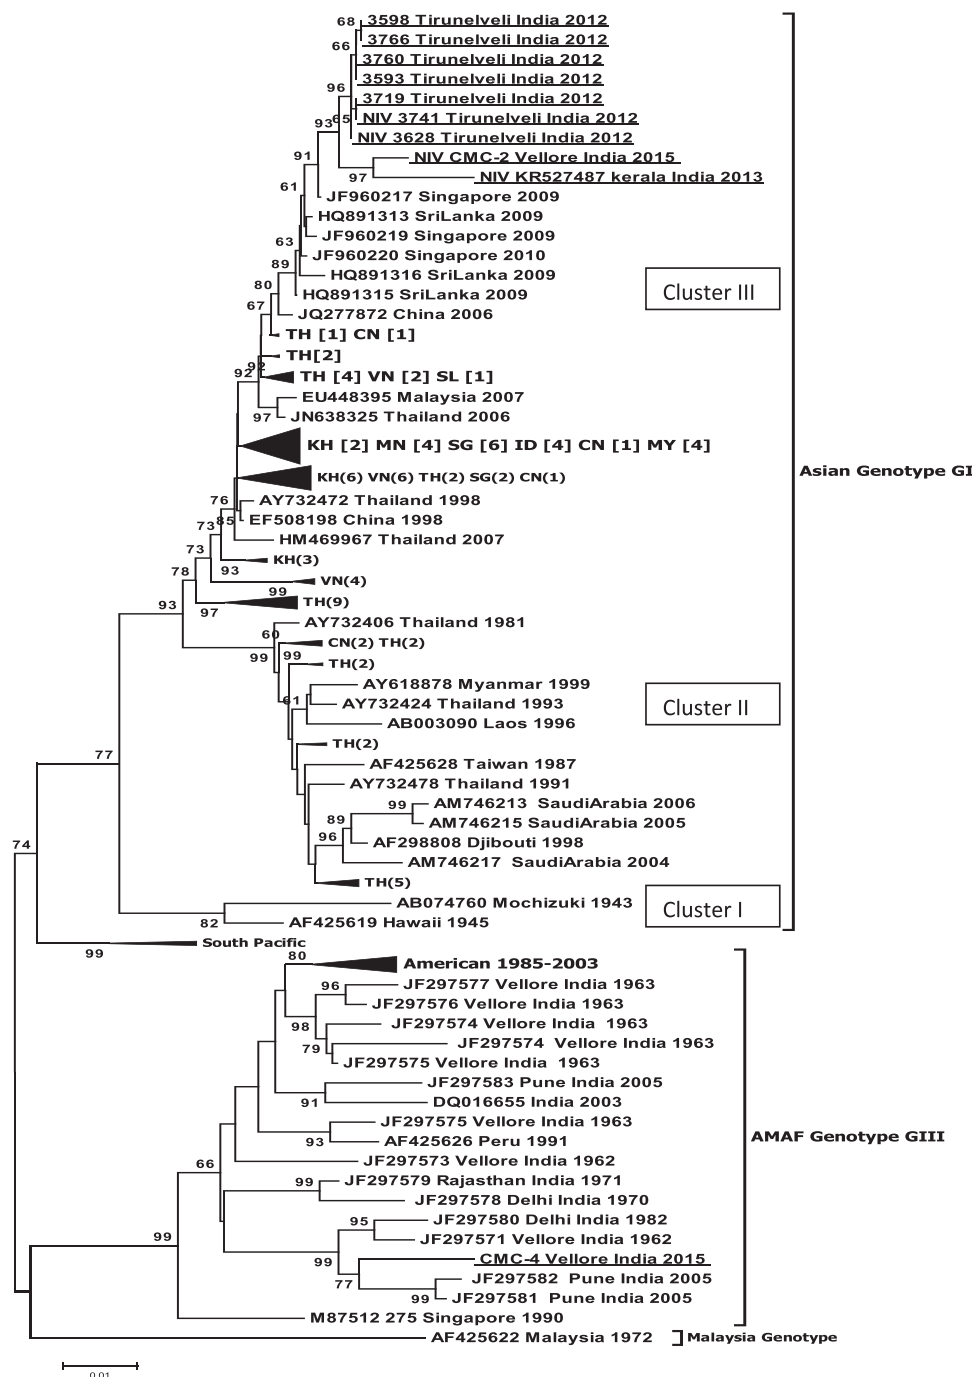 68
3598 Tirunelveli India 2012
3766 Tirunelveli India 2012
66
3760 Tirunelveli India 2012
3593 Tirunelveli India 2012
96
3719 Tirunelveli India 2012
65
NIV 3741 Tirunelveli India 2012
93
NIV 3628 Tirunelveli India 2012
91
NIV CMC-2 Vellore India 2015
97
NIV KR527487 kerala India 2013
61
JF960217 Singapore 2009
HQ891313 SriLanka 2009
JF960219 Singapore 2009
63
JF960220 Singapore 2010
89
HQ891316 SriLanka 2009
80
HQ891315 SriLanka 2009
Cluster III
67
JQ277872 China 2006
TH [1] CN [1]
TH[2]
92
92
TH [4] VN [2] SL [1]
EU448395 Malaysia 2007
97
JN638325 Thailand 2006
KH [2] MN [4] SG [6] ID [4] CN [1] MY [4]
Asian Genotype GI
KH(6) VN(6) TH(2) SG(2) CN(1)
76
AY732472 Thailand 1998
85
EF508198 China 1998
73
HM469967 Thailand 2007
73
KH(3)
93
78
VN(4)
99
93
97
TH(9)
AY732406 Thailand 1981
60
CN(2) TH(2)
99
99
TH(2)
AY618878 Myanmar 1999
61
AY732424 Thailand 1993
Cluster II
AB003090 Laos 1996
TH(2)
77
AF425628 Taiwan 1987
AY732478 Thailand 1991
99
AM746213 SaudiArabia 2006
89
AM746215 SaudiArabia 2005
96
AF298808 Djibouti 1998
74
AM746217 SaudiArabia 2004
TH(5)
AB074760 Mochizuki 1943
Cluster I
82
AF425619 Hawaii 1945
South Pacific
99
80
American 1985-2003
96
JF297577 Vellore India 1963
JF297576 Vellore India 1963
98
JF297574 Vellore India 1963
79
JF297574 Vellore India 1963
JF297575 Vellore India 1963
JF297583 Pune India 2005
91
DQ016655 India 2003
JF297575 Vellore India 1963
93
AF425626 Peru 1991
AMAF Genotype GIII
66
JF297573 Vellore India 1962
99
JF297579 Rajasthan India 1971
JF297578 Delhi India 1970
95
JF297580 Delhi India 1982
99
JF297571 Vellore India 1962
99
CMC-4 Vellore India 2015
77
JF297582 Pune India 2005
99
JF297581 Pune India 2005
M87512 275 Singapore 1990
AF425622 Malaysia 1972
Malaysia Genotype
0.01